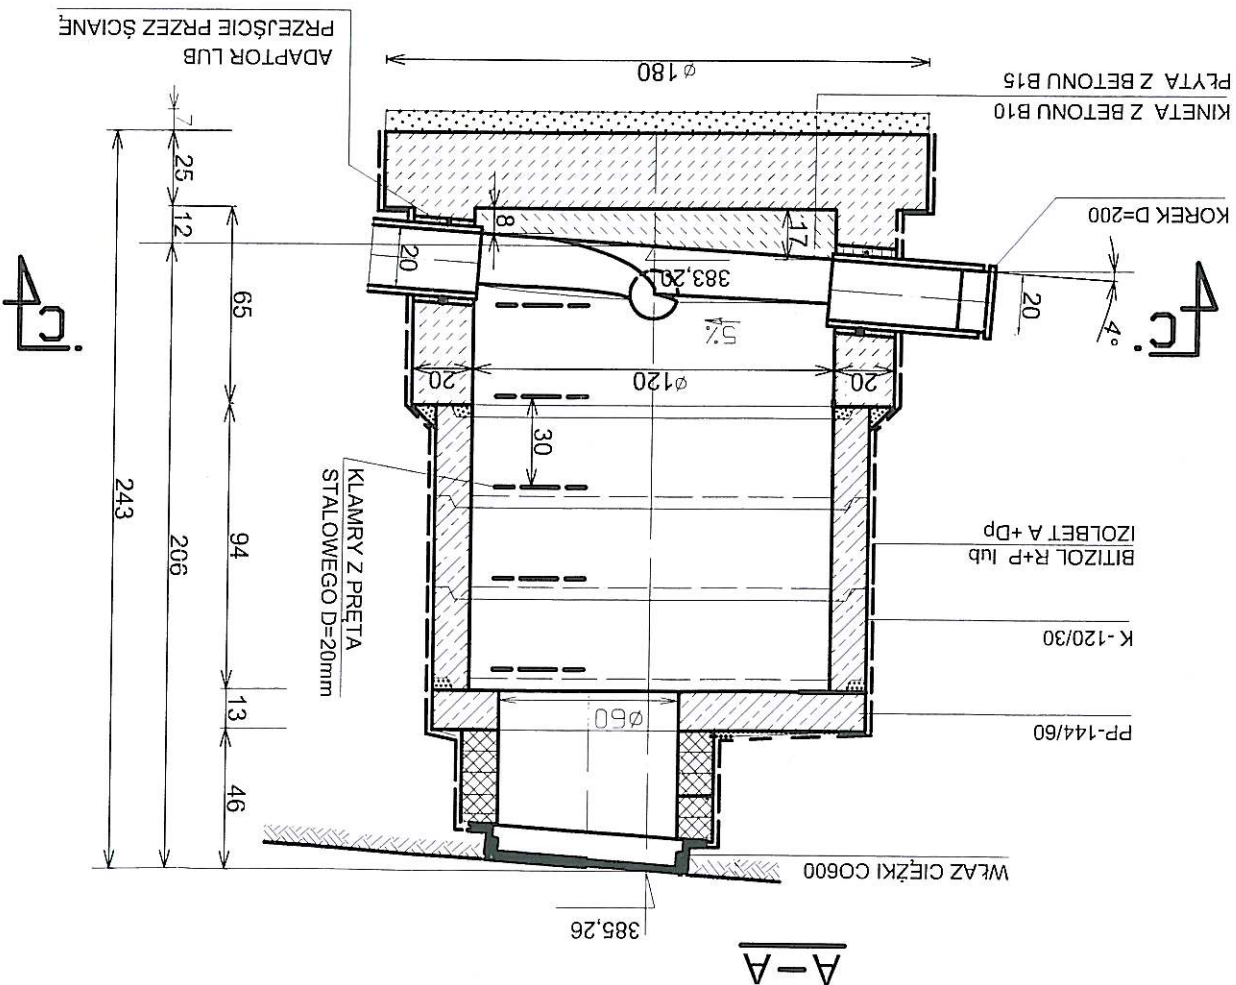 A-A
385,26
WŁAZ CIĘŻKI CO600
46
PP-144/60
Ø60
13
K-120/30
BITIZOL R+P lub
IZOLBET A +Dp
KLAMRY Z PRĘTA
STALOWEGO D=20mm
94
206
243
30
20
Ø120
20
5%
C
4°
C
20
383,20
20
65
KOREK D=200
17
8
12
KINETA Z BETONU B10
PŁYTA Z BETONU B15
25
7
Ø180
ADAPTOR LUB
PRZEJŚCIE PRZEZ ŚCIANĘ